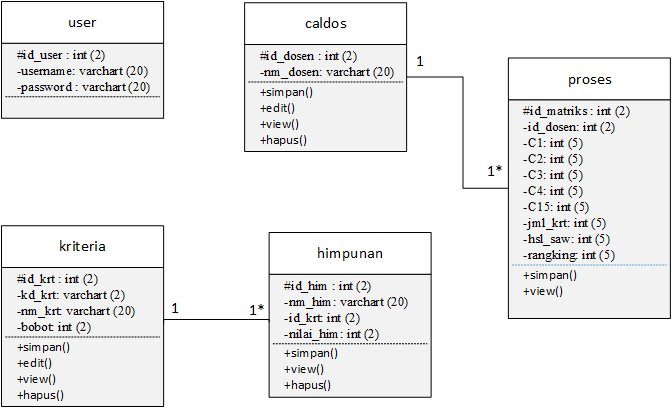 user
#id_user : int (2)
-username: varchart (20)
-password : varchart (20)
caldos
#id_dosen : int (2)
-nm_dosen: varchart (20)
+simpan()
+edit()
+view()
+hapus()
1
1*
proses
#id_matriks : int (2)
-id_dosen: int (2)
-C1: int (5)
-C2: int (5)
-C3: int (5)
-C4: int (5)
-C15: int (5)
-jml_krt: int (5)
-hsl_saw: int (5)
-rangking: int (5)
+simpan()
+view()
kriteria
#id_krt : int (2)
-kd_krt: varchart (2)
-nm_krt: varchart (20)
-bobot: int (2)
+simpan()
+edit()
+view()
+hapus()
1
1*
himpunan
#id_him : int (2)
-nm_him: varchart (20)
-id_krt: int (2)
-nilai_him: int (2)
+simpan()
+view()
+hapus()